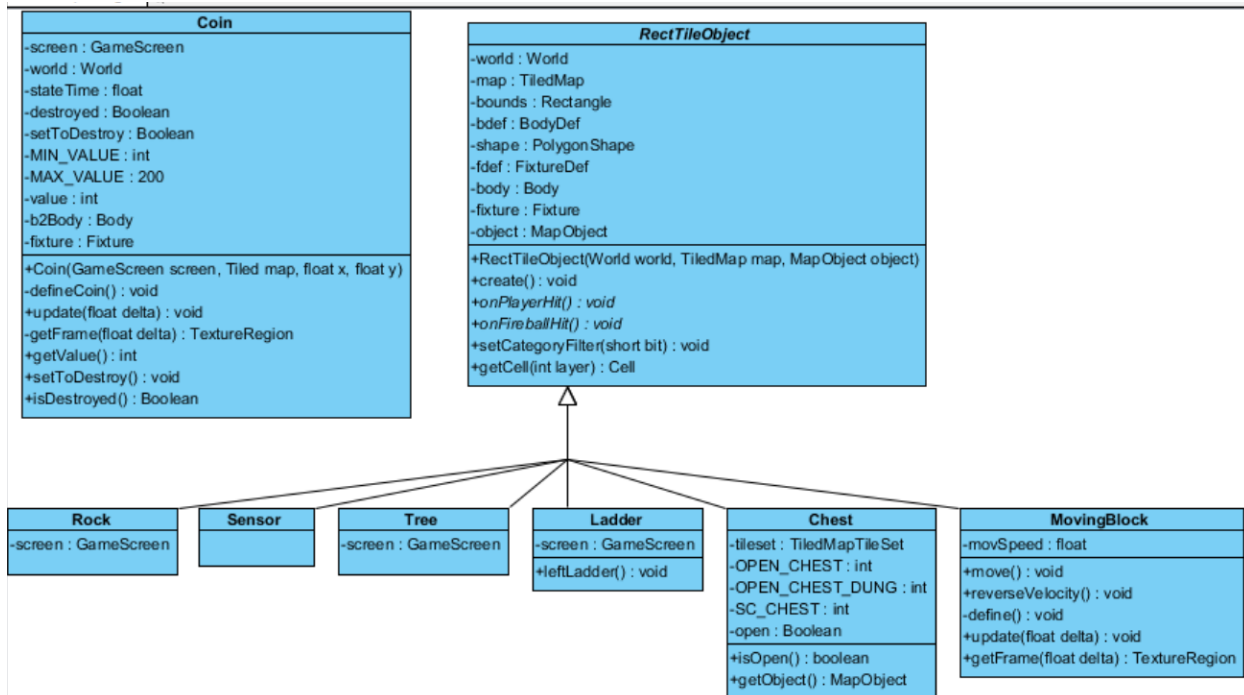 Coin
-screen : GameScreen
-world : World
-stateTime : float
-destroyed : Boolean
-setToDestroy : Boolean
-MIN_VALUE : int
-MAX_VALUE : 200
-value : int
-b2Body : Body
-fixture : Fixture
+Coin(GameScreen screen, Tiled map, float x, float y)
-defineCoin() : void
+update(float delta) : void
-getFrame(float delta) : TextureRegion
+getValue() : int
+setToDestroy() : void
+isDestroyed() : Boolean
RectTileObject
-world : World
-map : TiledMap
-bounds : Rectangle
-bdef : BodyDef
-shape : PolygonShape
-fdef : FixtureDef
-body : Body
-fixture : Fixture
-object : MapObject
+RectTileObject(World world, TiledMap map, MapObject object)
+create() : void
+onPlayerHit() : void
+onFireballHit() : void
+setCategoryFilter(short bit) : void
+getCell(int layer) : Cell
Rock
-screen : GameScreen
Sensor
Tree
-screen : GameScreen
Ladder
-screen : GameScreen
+leftLadder() : void
Chest
-tileset : TiledMapTileSet
-OPEN_CHEST : int
-OPEN_CHEST_DUNG : int
-SC_CHEST : int
-open : Boolean
+isOpen() : boolean
+getObject() : MapObject
MovingBlock
-movSpeed : float
+move() : void
+reverseVelocity() : void
-define() : void
+update(float delta) : void
+getFrame(float delta) : TextureRegion